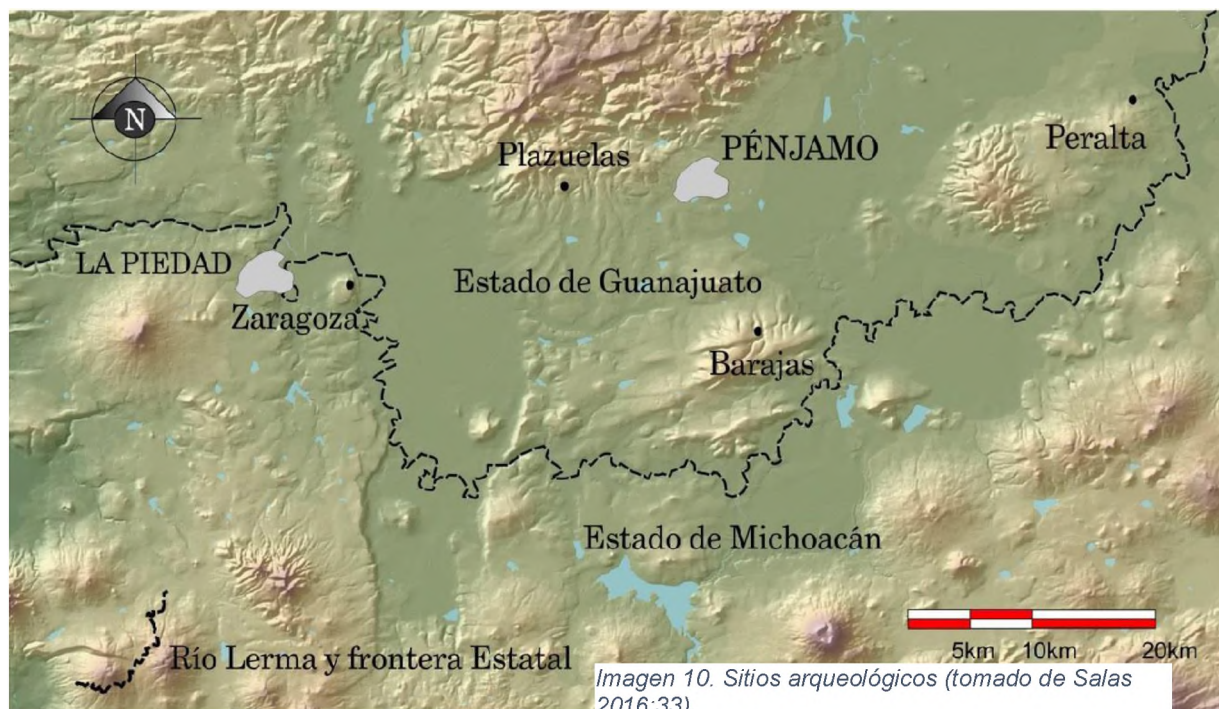 N
Plazuelas
PÉNJAMO
Peralta
LA PIEDAD
Zaragoza
Estado de Guanajuato
Barajas
Estado de Michoacán
5km 10km 20km
Río Lerma y frontera Estatal
Imagen 10. Sitios arqueológicos (tomado de Salas
2016:33)